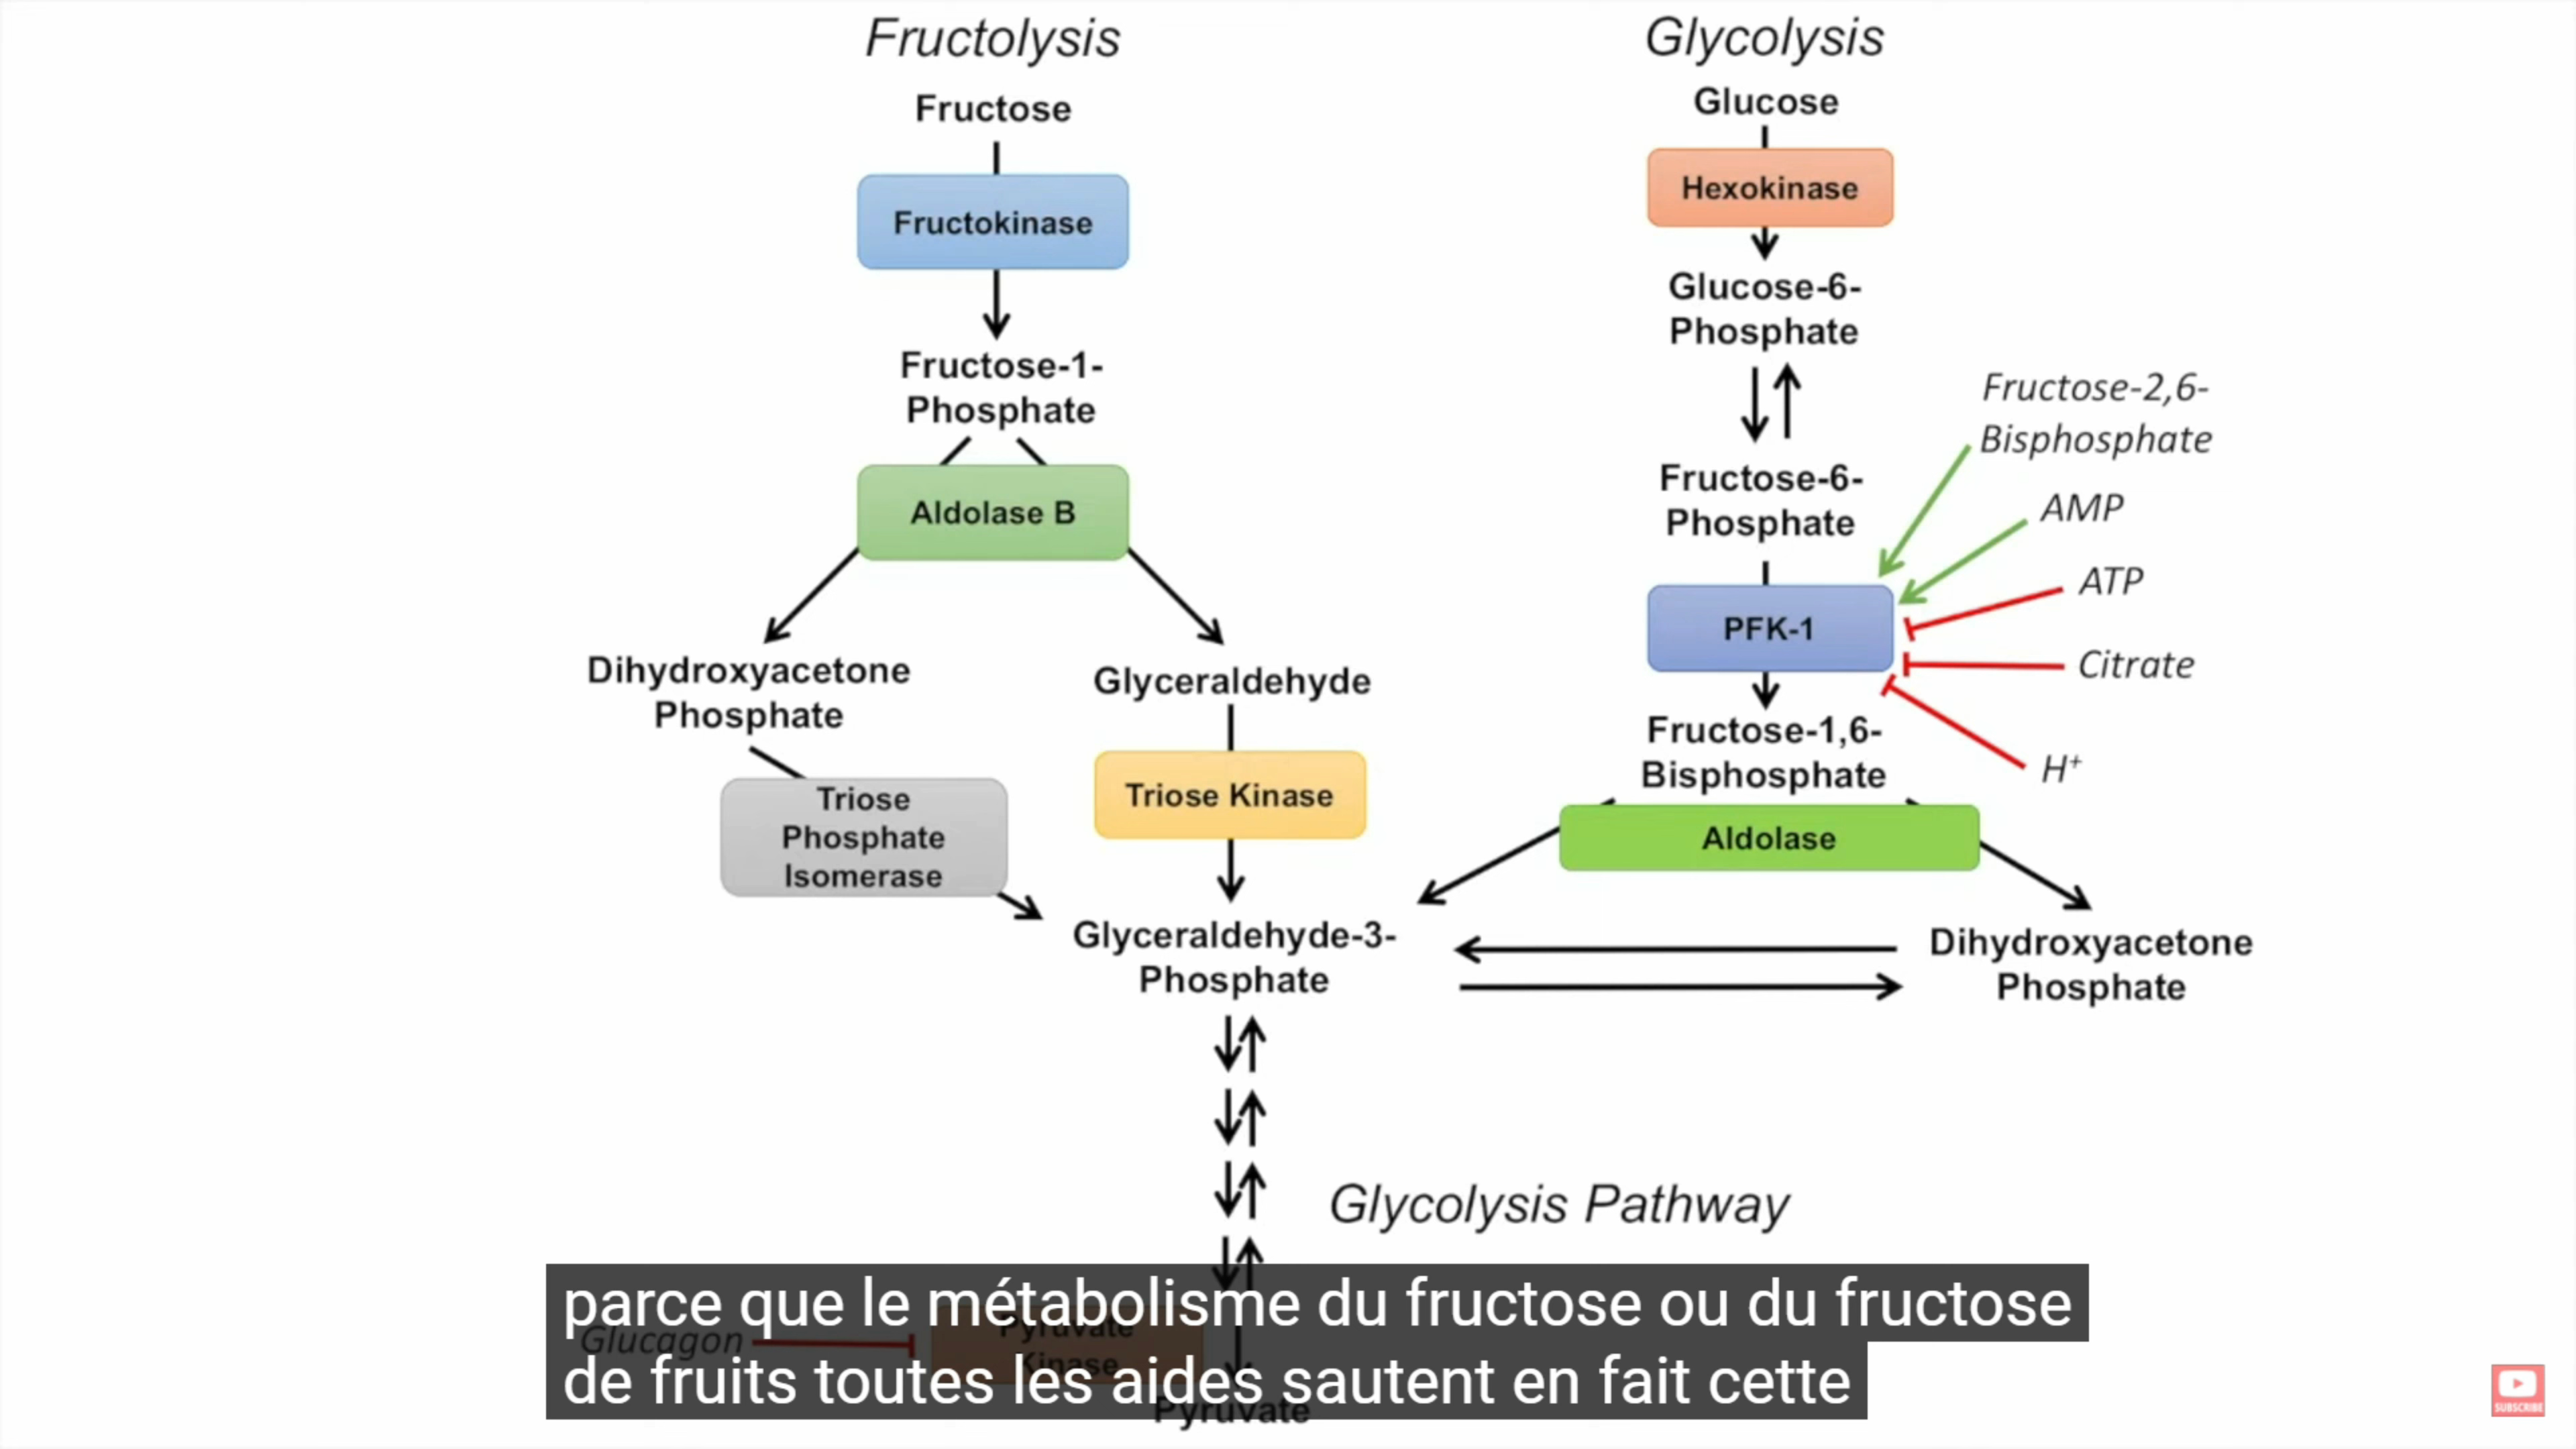 Fructolysis
Fructose
Fructokinase
Fructose-1-
Phosphate
Aldolase B
Dihydroxyacetone
Phosphate
Glyceraldehyde
Triose
Phosphate
Isomerase
Triose Kinase
Glyceraldehyde-3-
Phosphate
Glycolysis
Glucose
Hexokinase
Glucose-6-
Phosphate
Fructose-6-
Phosphate
PFK-1
Fructose-2,6-
Bisphosphate
AMP
ATP
Citrate
H+
Fructose-1,6-
Bisphosphate
Aldolase
Dihydroxyacetone
Phosphate
Glycolysis Pathway
Glucagon
Pyruvate
Kinase
Pyruvate
parce que le métabolisme du fructose ou du fructose
de fruits toutes les aides sautent en fait cette
SUBSCRIBE